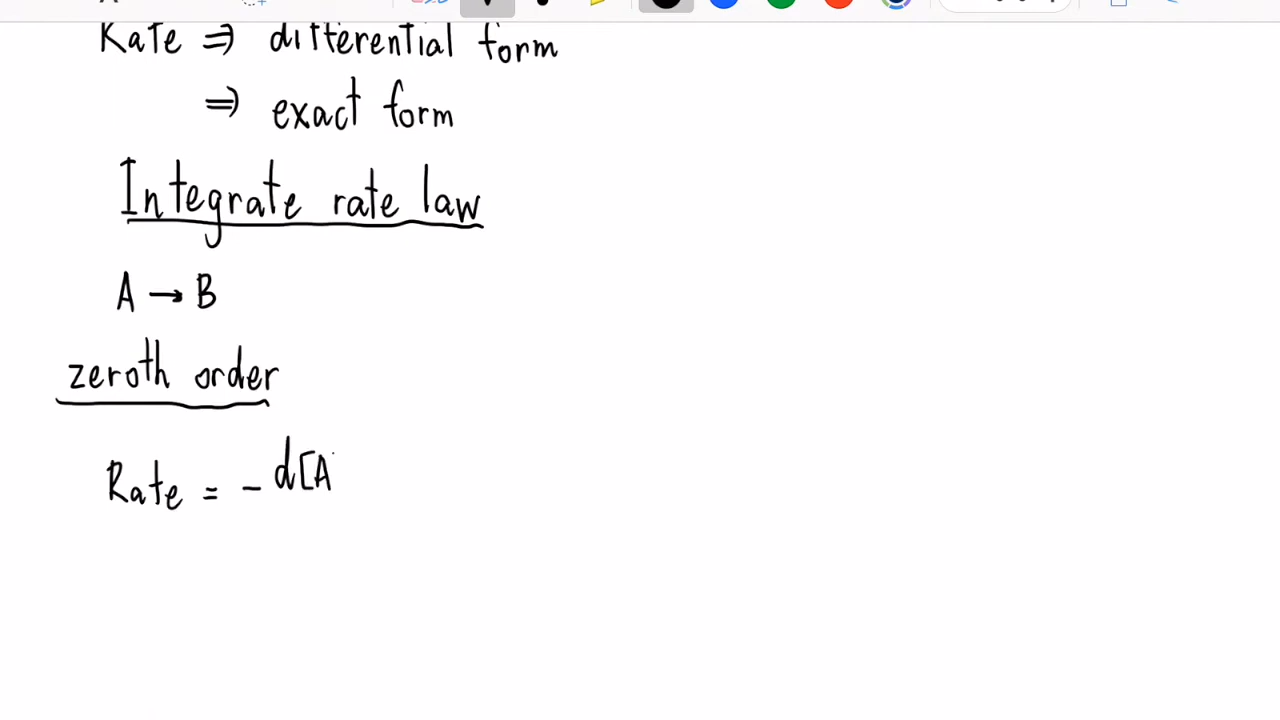 Rate ⇒ differential form
⇒ exact form
Integrate rate law
A → B
zeroth order
Rate = - d[A